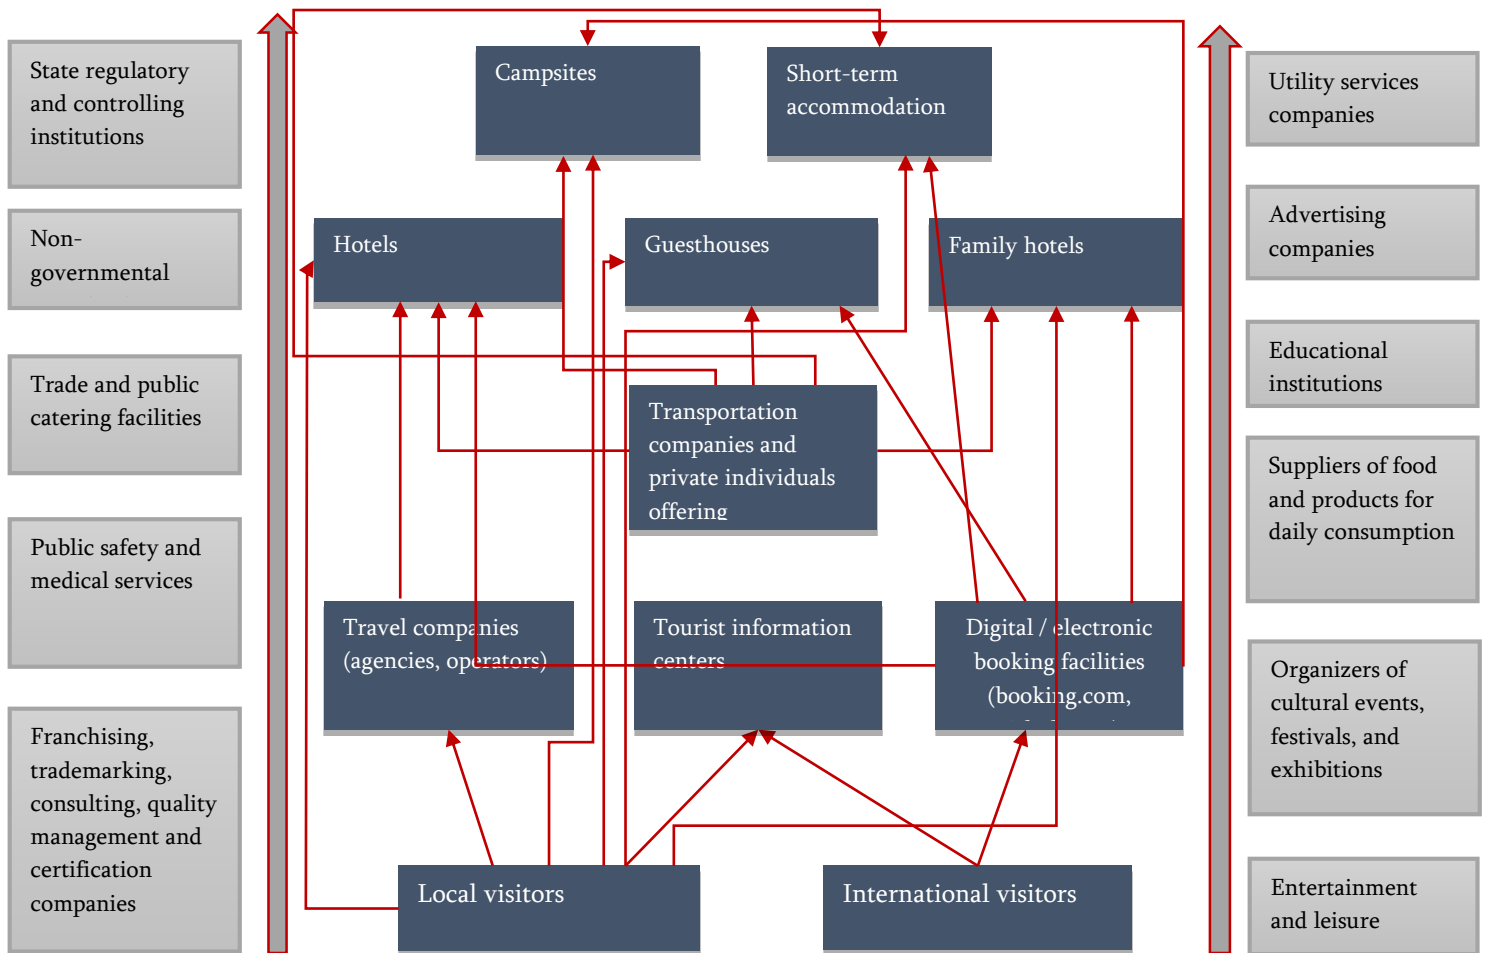 State regulatory
and controlling
institutions
Non-
governmental
Trade and public
catering facilities
Public safety and
medical services
Franchising,
trademarking,
consulting, quality
management and
certification
companies
Campsites
Short-term
accommodation
Hotels
Guesthouses
Family hotels
Transportation
companies and
private individuals
offering
Travel companies
(agencies, operators)
Tourist information
centers
Digital / electronic
booking facilities
(booking.com,
Local visitors
International visitors
Utility services
companies
Advertising
companies
Educational
institutions
Suppliers of food
and products for
daily consumption
Organizers of
cultural events,
festivals, and
exhibitions
Entertainment
and leisure